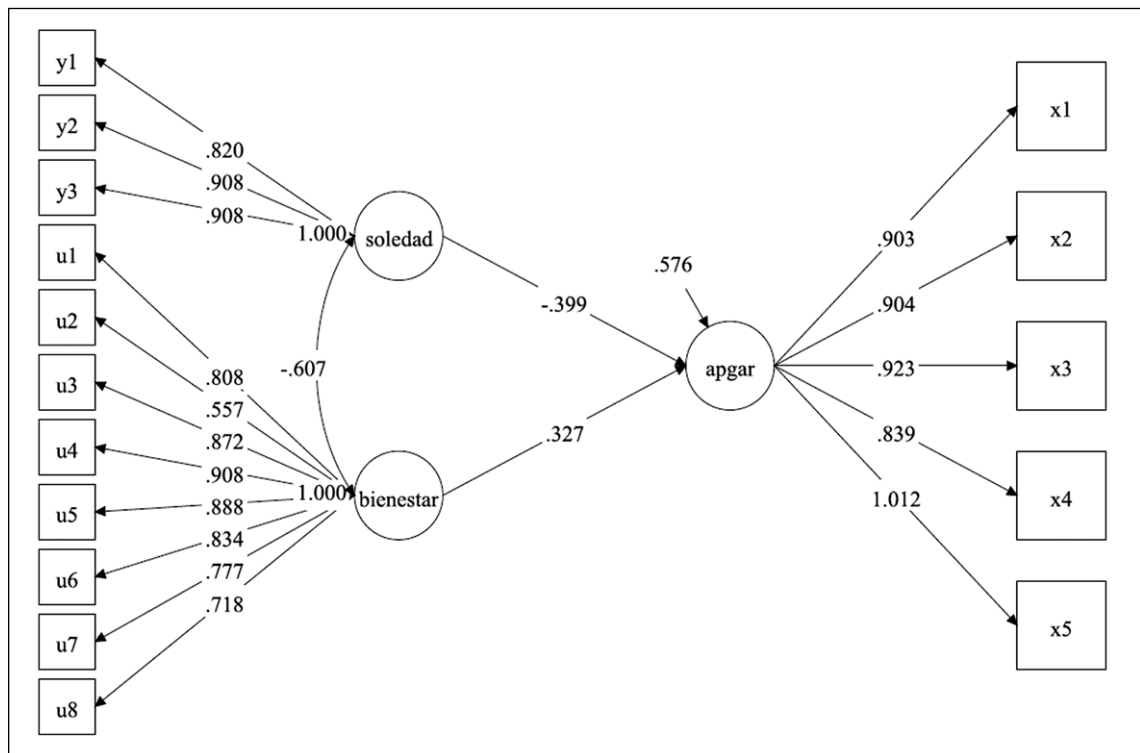 y1
y2
y3
u1
u2
u3
u4
u5
u6
u7
u8
.820
.908
.908
1.000
soledad
-.607
.808
.557
.872
.908
.888
.834
.777
.718
1.000
bienestar
-.399
.327
.576
apgar
.903
.904
.923
.839
1.012
x1
x2
x3
x4
x5